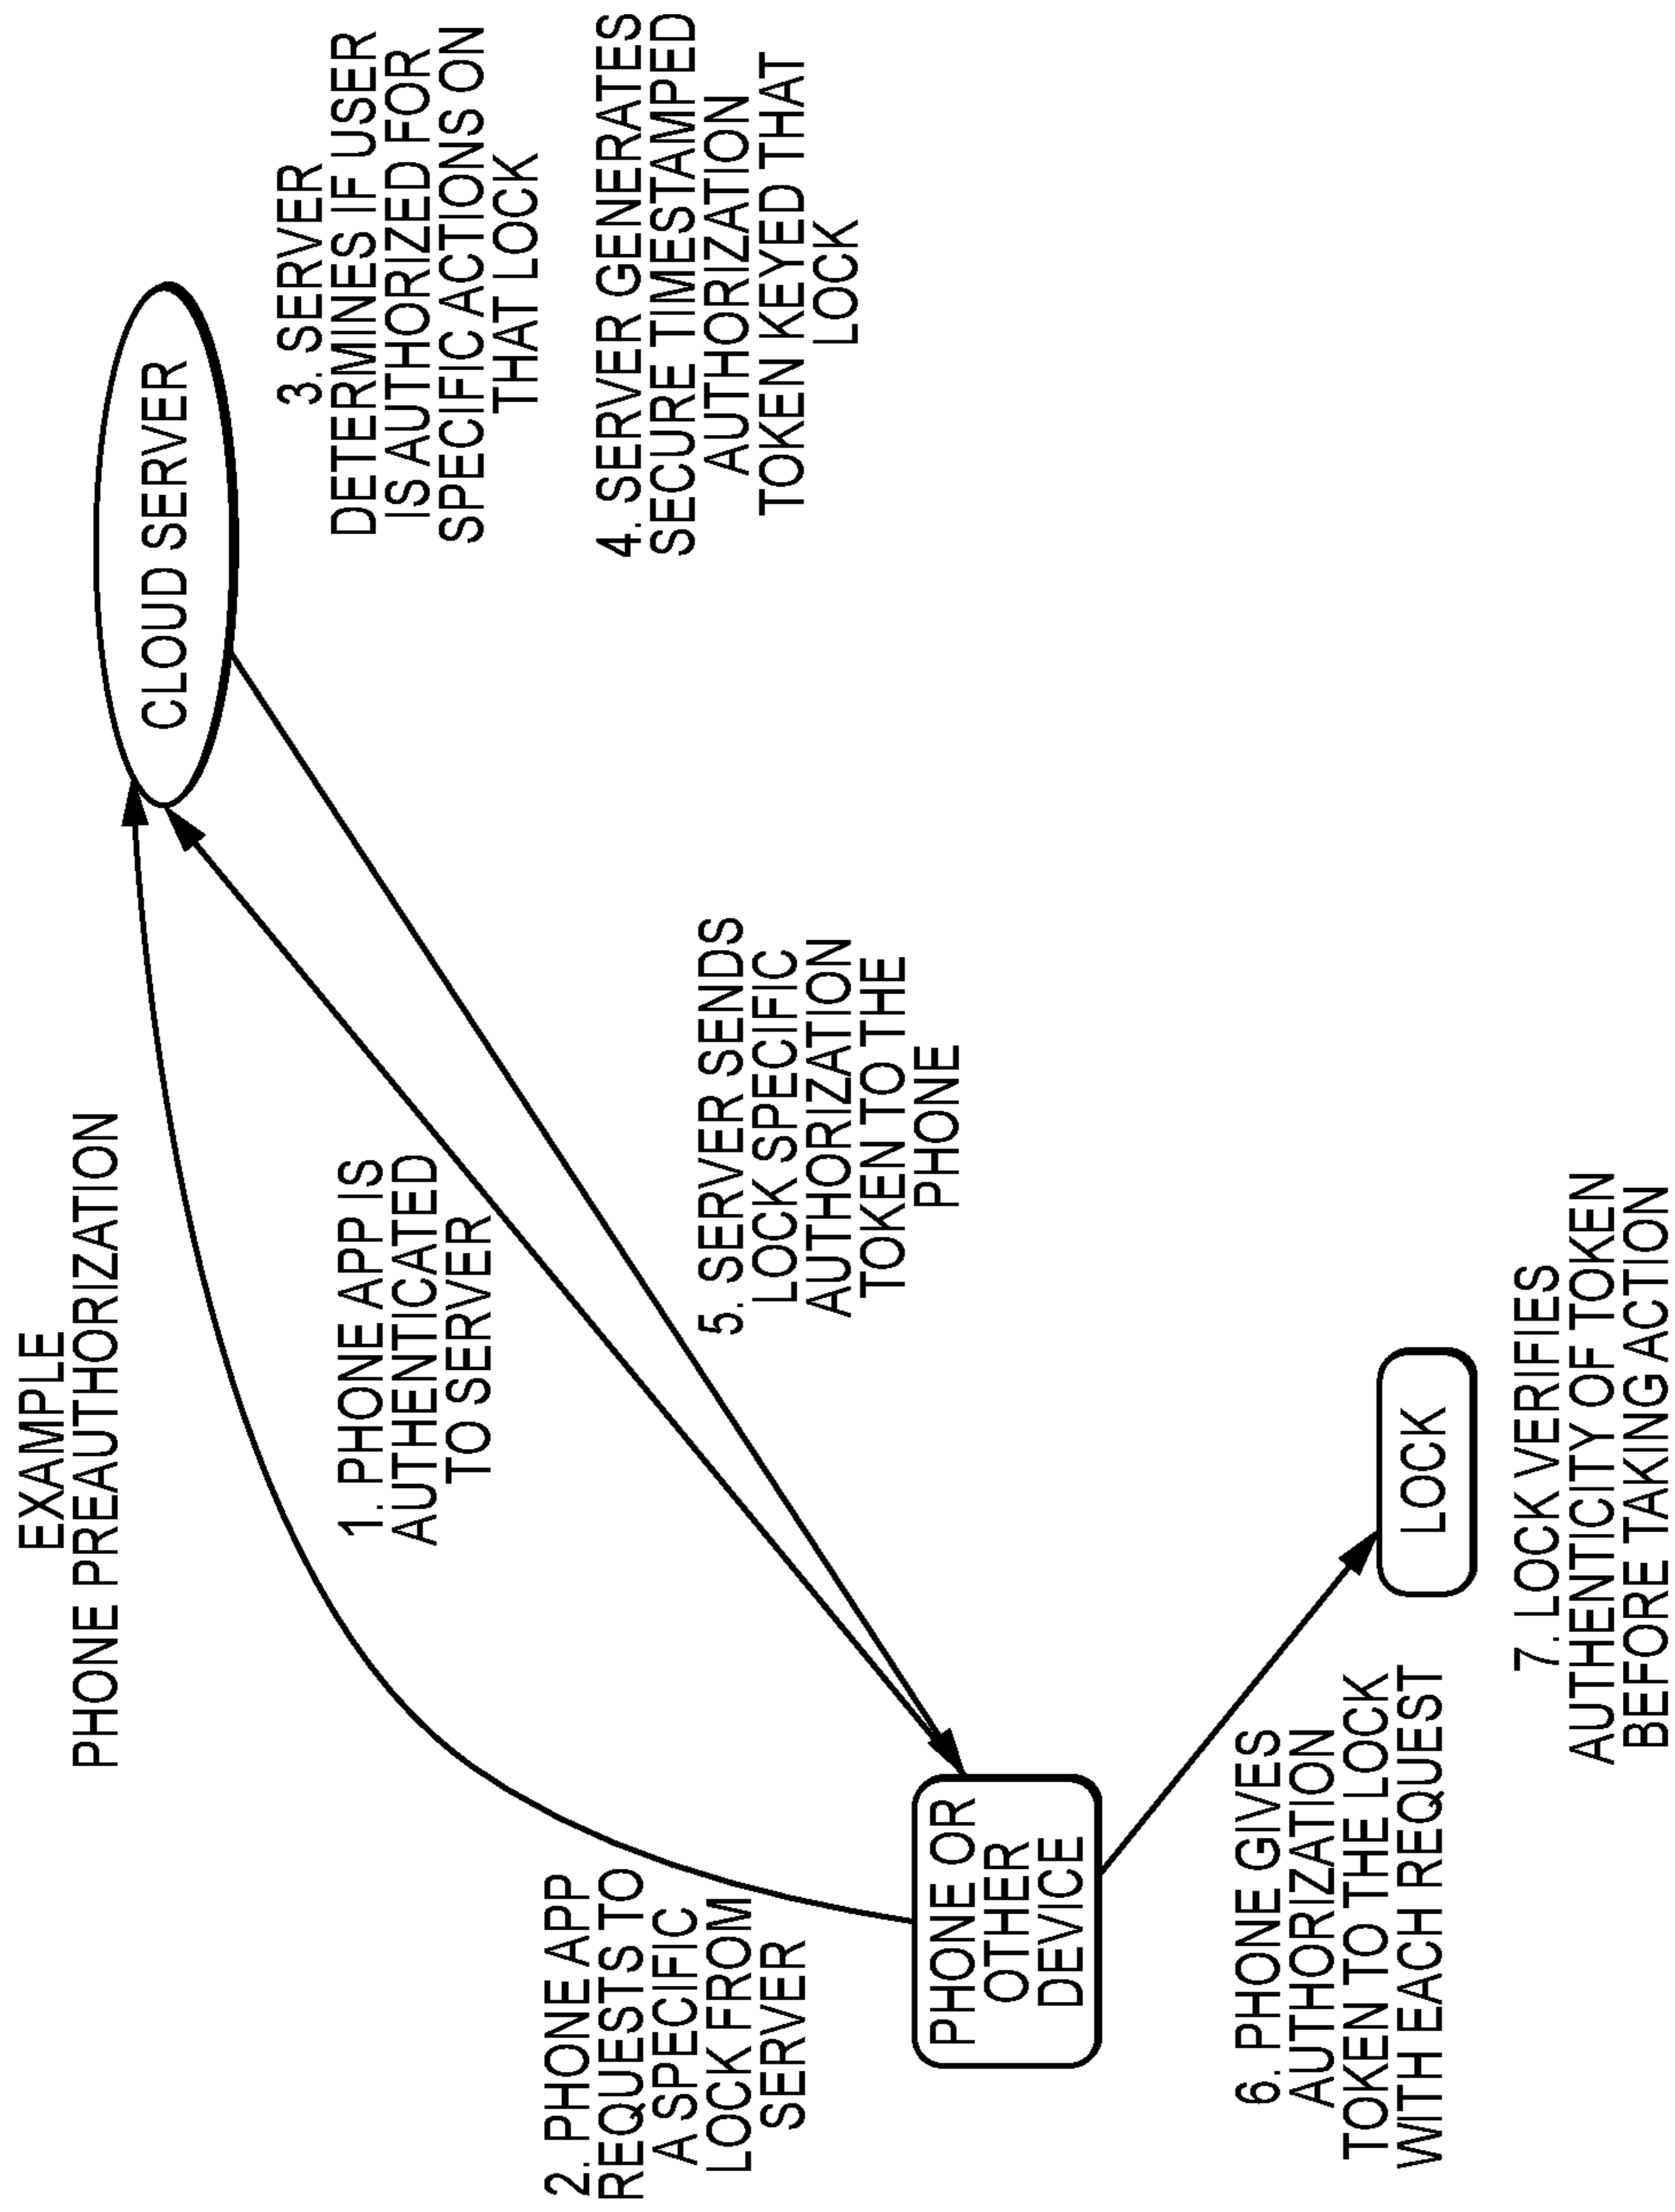 EXAMPLE
PHONE PREAUTHORIZATION
CLOUD SERVER
1. PHONE APP IS
AUTHENTICATED
TO SERVER
2. PHONE APP
REQUESTS TO
A SPECIFIC
LOCK FROM
SERVER
3. SERVER
DETERMINES IF USER
IS AUTHORIZED FOR
SPECIFIC ACTIONS ON
THAT LOCK
4. SERVER GENERATES
SECURE TIMESTAMPED
AUTHORIZATION
TOKEN KEYED THAT
LOCK
5. SERVER SENDS
LOCK SPECIFIC
AUTHORIZATION
TOKEN TO THE
PHONE
PHONE OR
OTHER
DEVICE
6. PHONE GIVES
AUTHORIZATION
TOKEN TO THE LOCK
WITH EACH REQUEST
LOCK
7. LOCK VERIFIES
AUTHENTICITY OF TOKEN
BEFORE TAKING ACTION